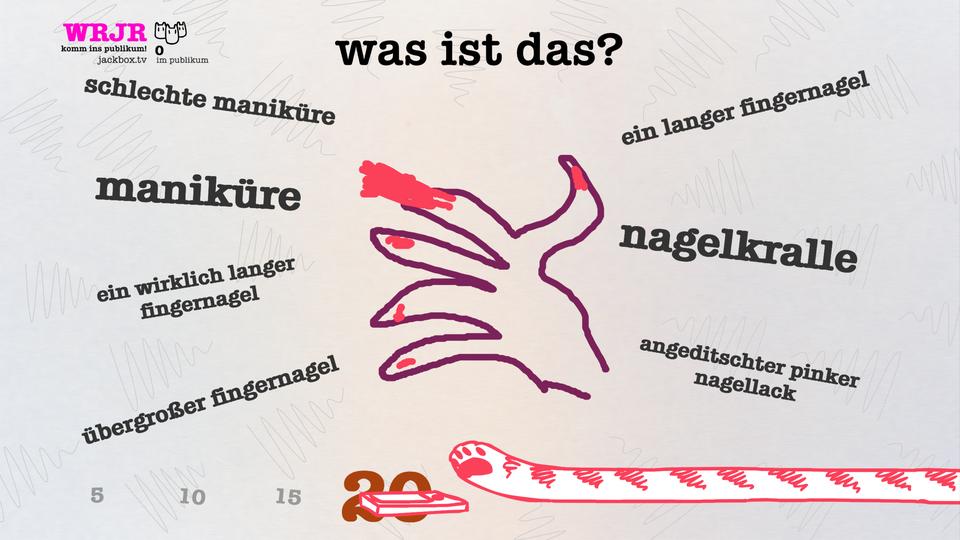 WRJR
komm ins publikum!
jackbox.tv
0
im publikum
was ist das?
schlechte maniküre
ein langer fingernagel
maniküre
nagelkralle
ein wirklich langer
fingernagel
angeditschter pinker
nagellack
übergroßer fingernagel
5 10 15 20